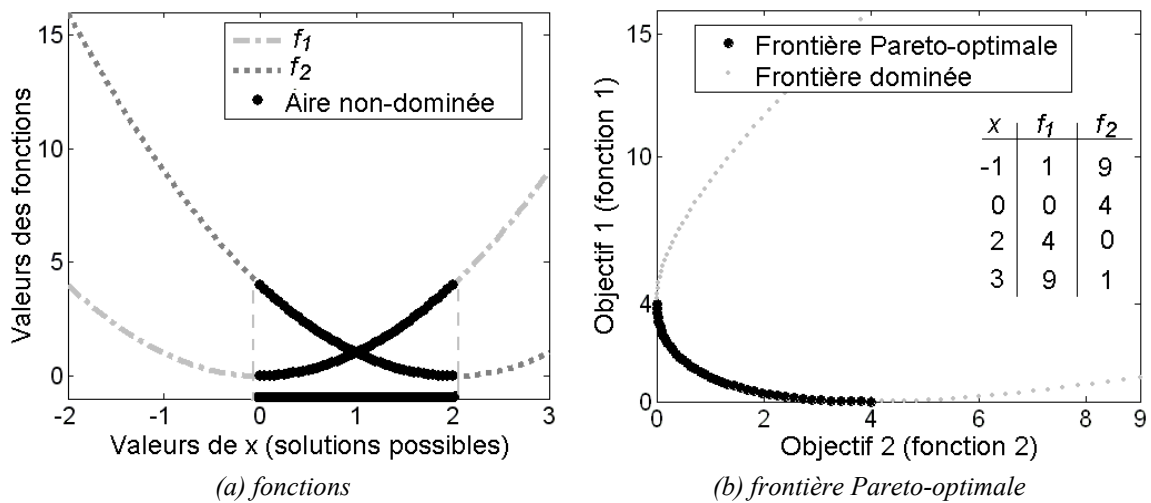 15
10
5
0
-2
-1
0
1
2
3
Valeurs des fonctions
f1
f2
Aire non-dominée
Valeurs de x (solutions possibles)
(a) fonctions
15
10
4
0
0
2
4
6
8
9
Objectif 1 (fonction 1)
Frontière Pareto-optimale
Frontière dominée
x f1 f2
-1 1 9
0 0 4
2 4 0
3 9 1
Objectif 2 (fonction 2)
(b) frontière Pareto-optimale